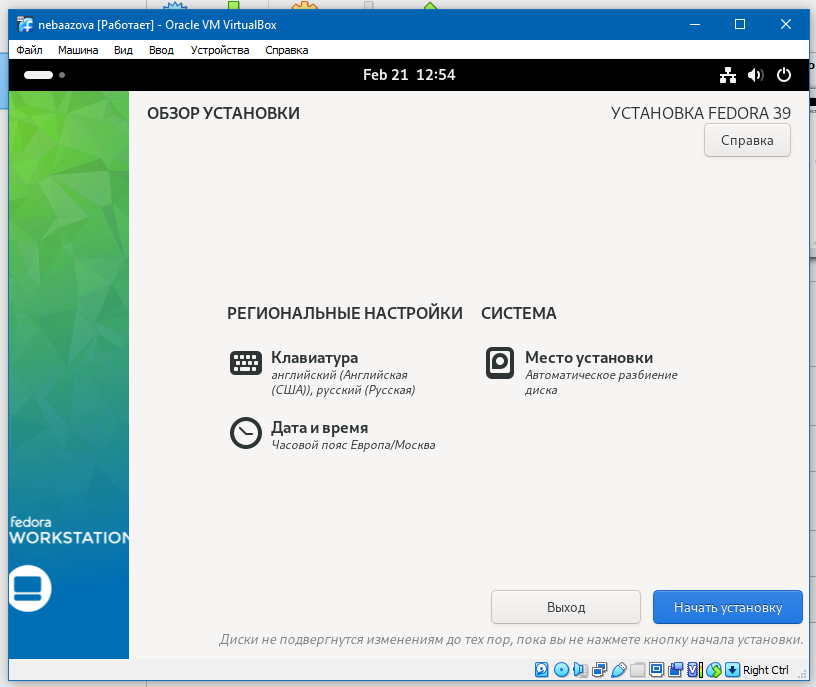 nebaazova [Работает] - Oracle VM VirtualBox
Файл Машина Вид Ввод Устройства Справка
Feb 21 12:54
ОБЗОР УСТАНОВКИ
УСТАНОВКА FEDORA 39
Справка
РЕГИОНАЛЬНЫЕ НАСТРОЙКИ
Клавиатура
английский (Английская
(США)), русский (Русская)
Дата и время
Часовой пояс Европа/Москва
СИСТЕМА
Место установки
Автоматическое разбиение
диска
fedora
WORKSTATION
Выход
Начать установку
Диски не подвергнутся изменениям до тех пор, пока вы не нажмете кнопку начала установки.
Right Ctrl